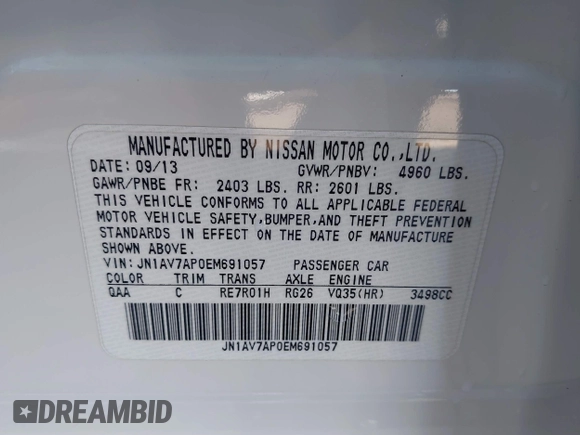 MANUFACTURED BY NISSAN MOTOR CO.,LTD.
DATE: 09/13 GVWR/PNBV: 4960 LBS.
GAWR/PNBE FR: 2403 LBS. RR: 2601 LBS.
THIS VEHICLE CONFORMS TO ALL APPLICABLE FEDERAL
MOTOR VEHICLE SAFETY,BUMPER,AND THEFT PREVENTION
STANDARDS IN EFFECT ON THE DATE OF MANUFACTURE
SHOWN ABOVE.
VIN: JN1AV7AP0EM691057 PASSENGER CAR
COLOR TRIM TRANS AXLE ENGINE
QAA C RE7R01H RG26 VQ35(HR) 3498CC
JN1AV7AP0EM691057
DREAMBID